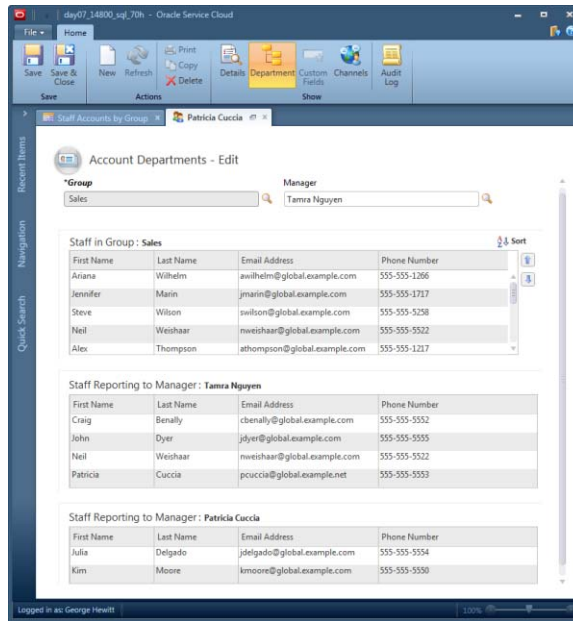 day07_14800_sql_70h - Oracle Service Cloud
File Home
Save Save & Close New Refresh Print Copy Delete Details Department Custom Fields Channels Audit Log
Save Actions Show
Staff Accounts by Group Patricia Cuccia
Recent Items
Navigation
Quick Search
Account Departments - Edit
*Group Manager
Sales Tamra Nguyen
Staff in Group : Sales Sort
First Name Last Name Email Address Phone Number
Ariana Wilhelm awilhelm@global.example.com 555-555-1266
Jennifer Marin jmarin@global.example.com 555-555-1717
Steve Wilson swilson@global.example.com 555-555-5258
Neil Weishaar nweishaar@global.example.com 555-555-5522
Alex Thompson athompson@global.example.com 555-555-1217
Staff Reporting to Manager : Tamra Nguyen
First Name Last Name Email Address Phone Number
Craig Benally cbenally@global.example.com 555-555-5552
John Dyer jdyer@global.example.com 555-555-5555
Neil Weishaar nweishaar@global.example.com 555-555-5522
Patricia Cuccia pcuccia@global.example.net 555-555-5553
Staff Reporting to Manager : Patricia Cuccia
First Name Last Name Email Address Phone Number
Julia Delgado jdelgado@global.example.com 555-555-5554
Kim Moore kmoore@global.example.com 555-555-5550
Logged in as: George Hewitt 100%